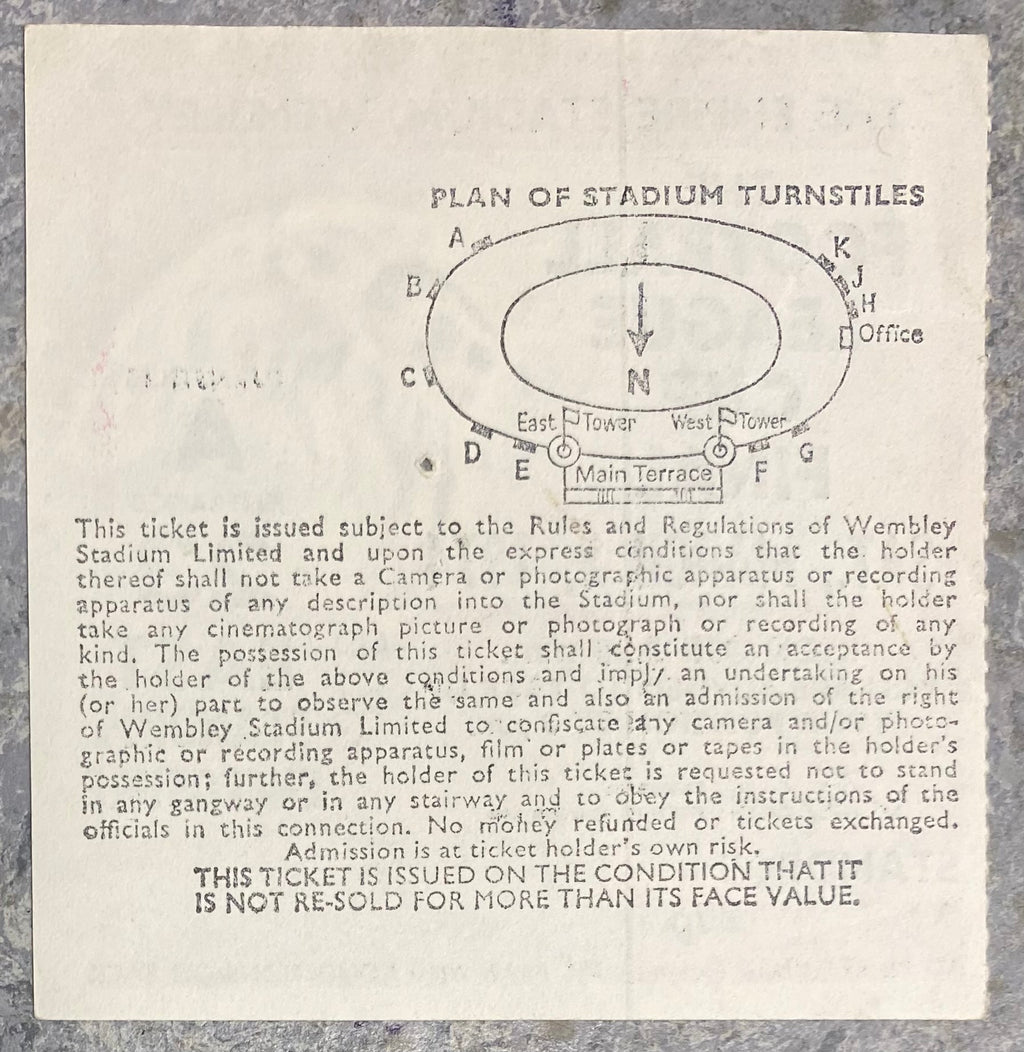 PLAN OF STADIUM TURNSTILES
A
K
J
B
H
Office
N
C
East Tower
West Tower
D
E
F
G
Main Terrace
This ticket is issued subject to the Rules and Regulations of Wembley
Stadium Limited and upon the express conditions that the holder
thereof shall not take a Camera or photographic apparatus or recording
apparatus of any description into the Stadium, nor shall the holder
take any cinematograph picture or photograph or recording of any
kind. The possession of this ticket shall constitute an acceptance by
the holder of the above conditions and imply an undertaking on his
(or her) part to observe the same and also an admission of the right
of Wembley Stadium Limited to confiscate any camera and/or photo-
graphic or recording apparatus, film or plates or tapes in the holder's
possession; further, the holder of this ticket is requested not to stand
in any gangway or in any stairway and to obey the instructions of the
officials in this connection. No money refunded or tickets exchanged.
Admission is at ticket holder's own risk.
THIS TICKET IS ISSUED ON THE CONDITION THAT IT
IS NOT RE-SOLD FOR MORE THAN ITS FACE VALUE.